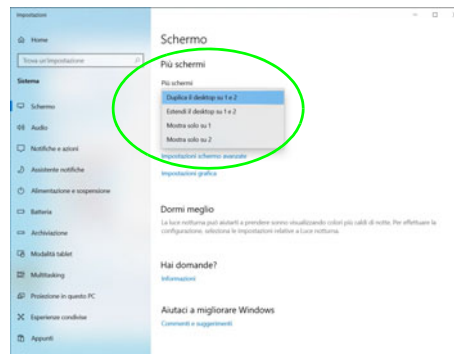 Impostazioni
Home
Trova un'impostazione
Sistema
Schermo
Audio
Notifiche e azioni
Assistente notifiche
Alimentazione e sospensione
Batteria
Archiviazione
Modalità tablet
Multitasking
Proiezione in questo PC
Esperienze condivise
Appunti
Schermo
Più schermi
Più schermi
Duplica il desktop su 1 e 2
Estendi il desktop su 1 e 2
Mostra solo su 1
Mostra solo su 2
Impostazioni schermo avanzate
Impostazioni grafica
Dormi meglio
La luce notturna può aiutarti a prendere sonno visualizzando colori più caldi di notte. Per effettuare la
configurazione, seleziona le impostazioni relative a Luce notturna.
Hai domande?
Informazioni
Aiutaci a migliorare Windows
Commenti e suggerimenti